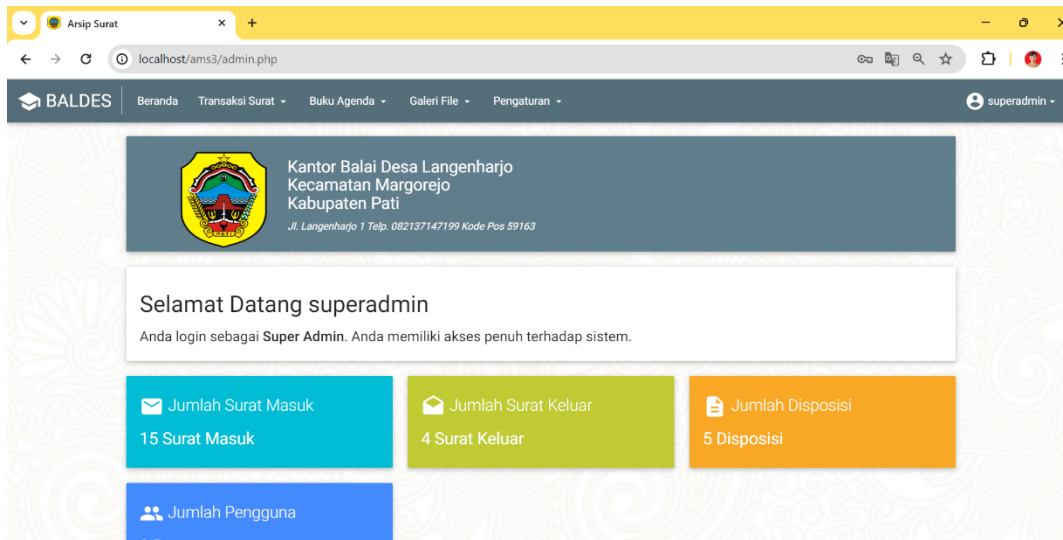 Arsip Surat
localhost/ams3/admin.php
BALDES Beranda Transaksi Surat Buku Agenda Galeri File Pengaturan superadmin
Kantor Balai Desa Langenharjo
Kecamatan Margorejo
Kabupaten Pati
Jl. Langenharjo 1 Telp. 082137147199 Kode Pos 59163
PATI
Selamat Datang superadmin
Anda login sebagai Super Admin. Anda memiliki akses penuh terhadap sistem.
Jumlah Surat Masuk
15 Surat Masuk
Jumlah Surat Keluar
4 Surat Keluar
Jumlah Disposisi
5 Disposisi
Jumlah Pengguna